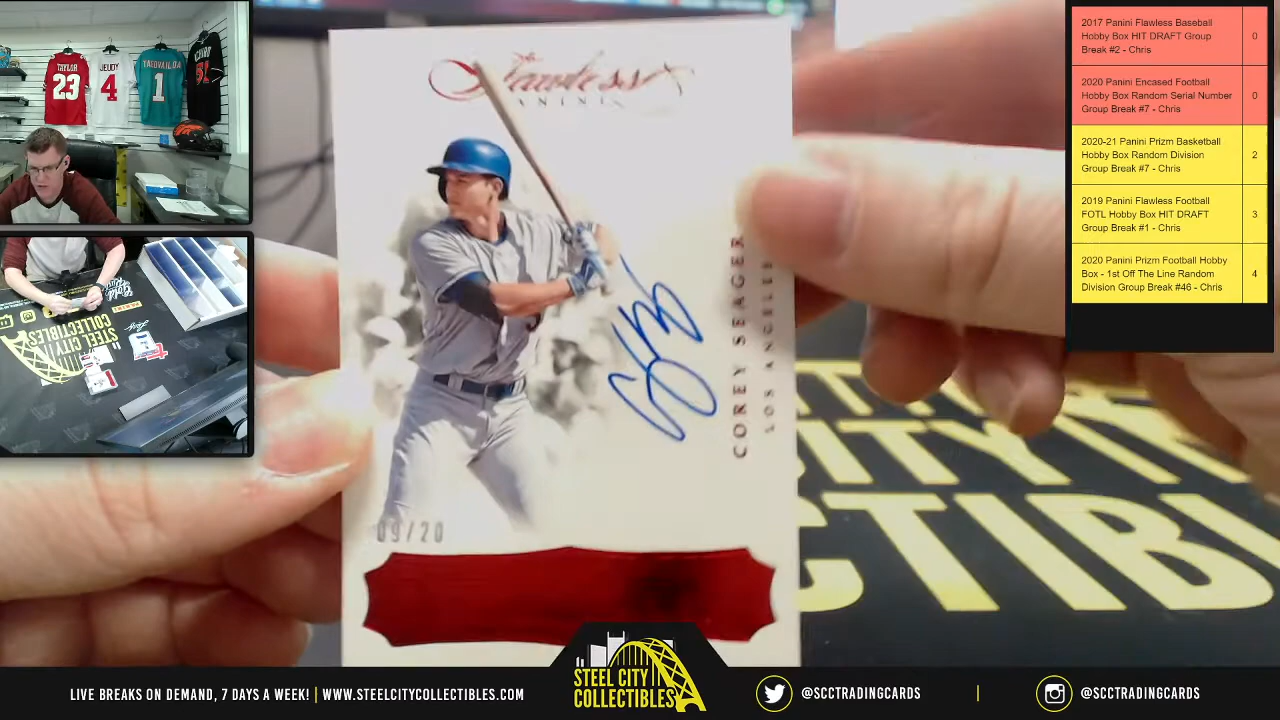 TAYLOR
23
JEUDY
4
TAGOVAILOA
1
51
Flawless
PANINI
COREY SEAGER
LOS ANGELES
09/20
STEEL CITY
COLLECTIBLES
2017 Panini Flawless Baseball
Hobby Box HIT DRAFT Group
Break #2 - Chris
0
2020 Panini Encased Football
Hobby Box Random Serial Number
Group Break #7 - Chris
0
2020-21 Panini Prizm Basketball
Hobby Box Random Division
Group Break #7 - Chris
2
2019 Panini Flawless Football
FOTL Hobby Box HIT DRAFT
Group Break #1 - Chris
3
2020 Panini Prizm Football Hobby
Box - 1st Off The Line Random
Division Group Break #46 - Chris
4
LIVE BREAKS ON DEMAND, 7 DAYS A WEEK! | WWW.STEELCITYCOLLECTIBLES.COM
STEEL CITY
COLLECTIBLES
@SCCTRADINGCARDS
|
@SCCTRADINGCARDS